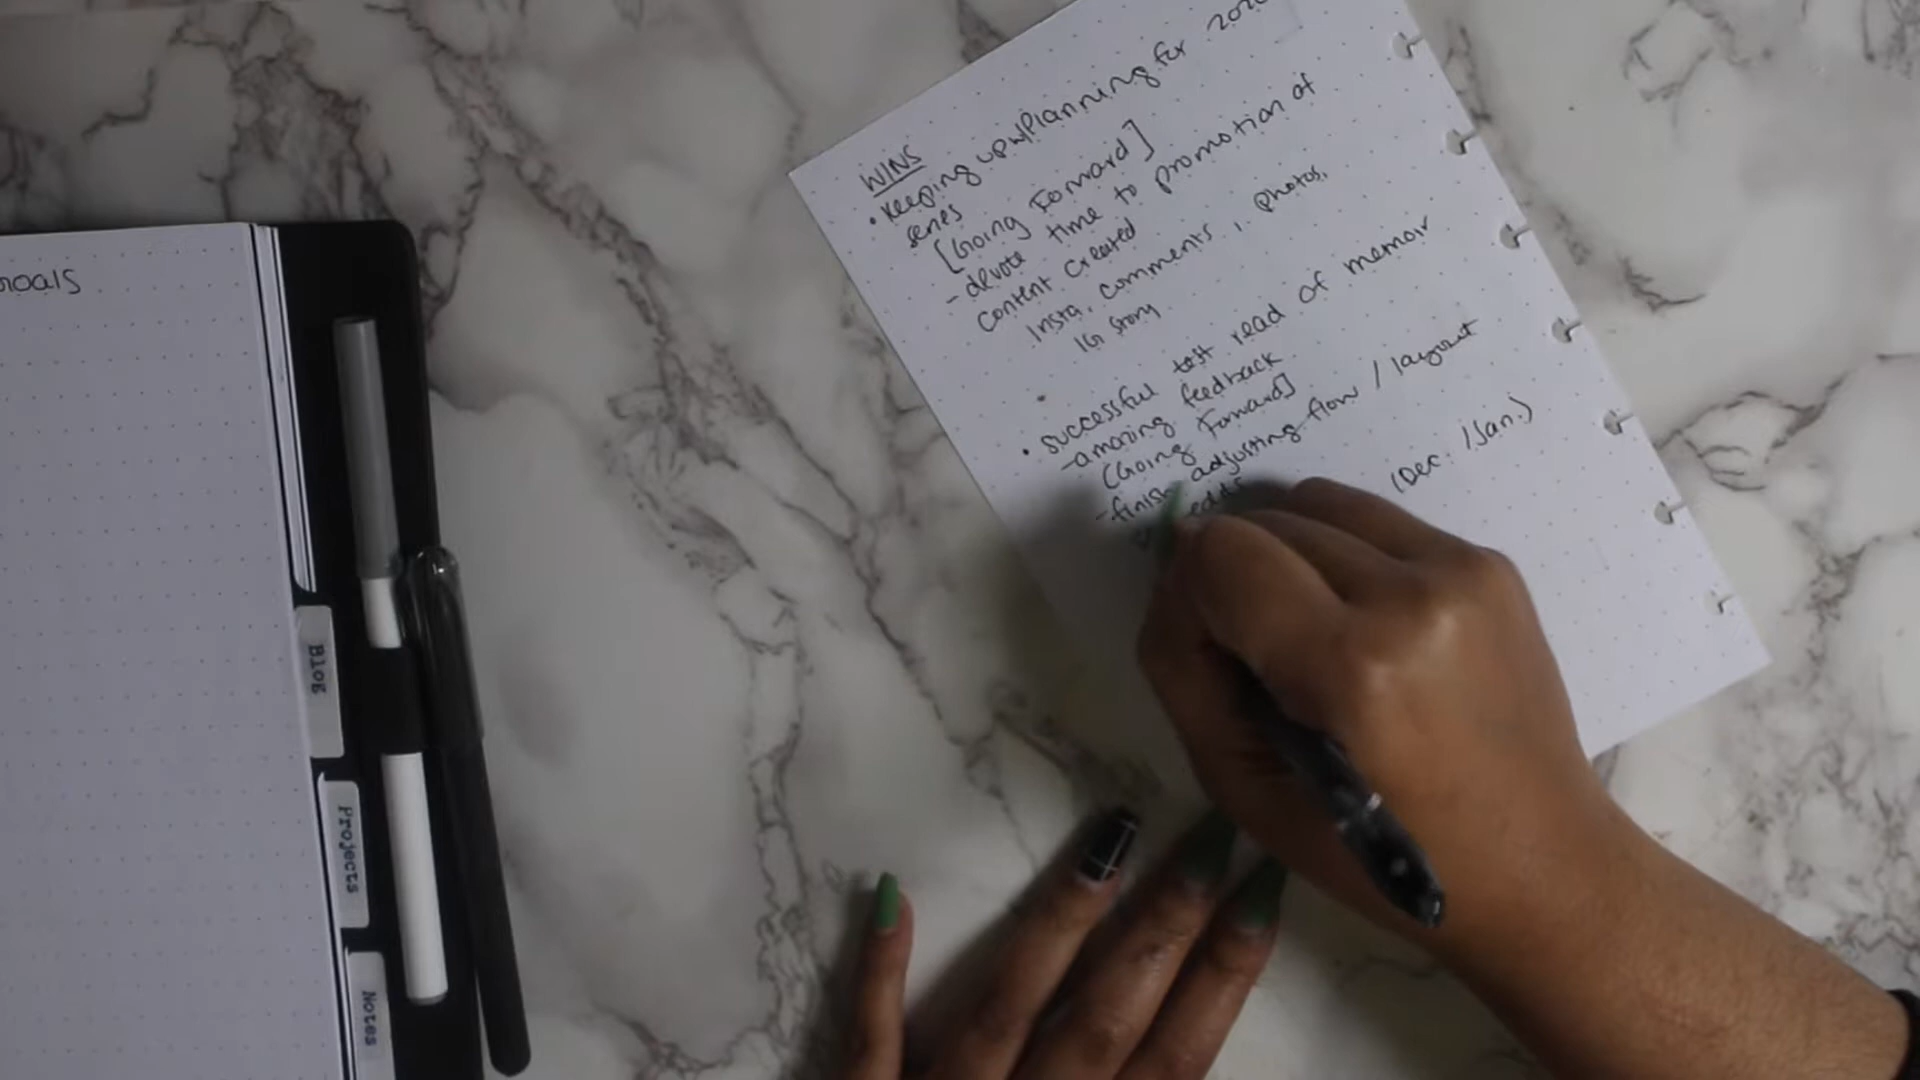 WINS
• Keeping up w/Planning for
series
[Going Forward]
- devote time to promotion of
content created
Insta, comments, photos,
IG story
• successful test read of memoir
- amazing feedback
[Going Forward]
- finish adjusting flow / layout
edits (Dec. / Jan.)
goals
Blog
Projects
Notes